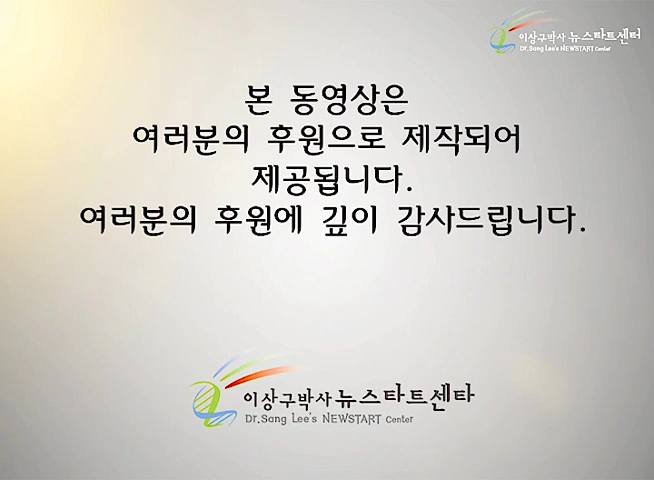 이상구박사 뉴스타트센터
Dr.Sang Lee's NEWSTART Center
본 동영상은
여러분의 후원으로 제작되어
제공됩니다.
여러분의 후원에 깊이 감사드립니다.
이상구박사 뉴스타트센타
Dr.Sang Lee's NEWSTART Center